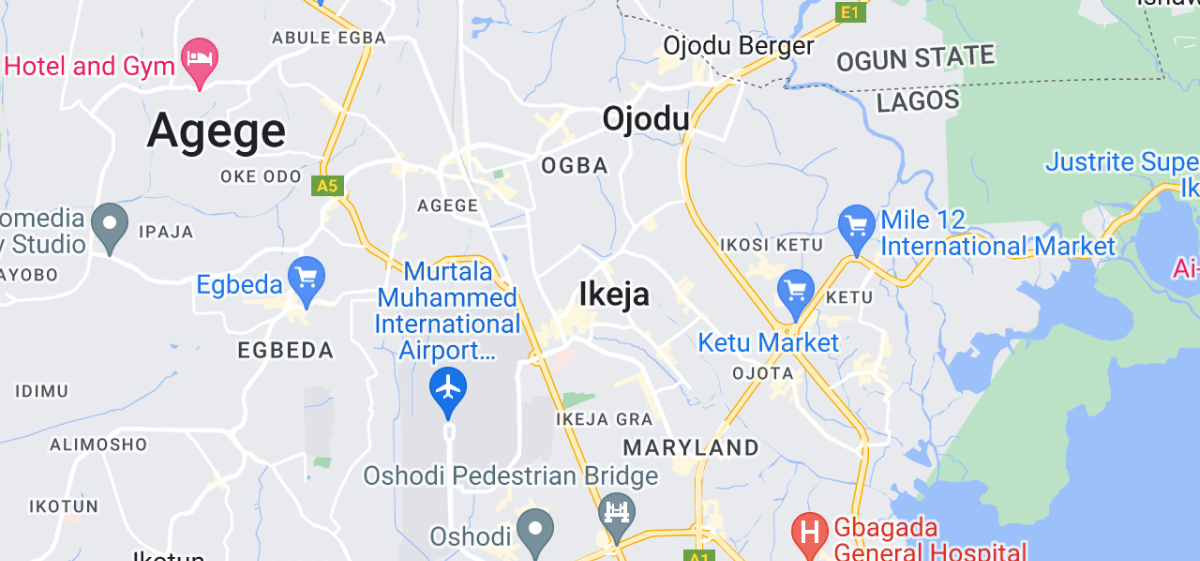 E1
ABULE EGBA
Ojodu Berger
OGUN STATE
Hotel and Gym
LAGOS
Agege
Ojodu
OGBA
Justrite Supe
Ik
OKE ODO
A5
AGEGE
omedia
y Studio
IPAJA
Mile 12
International Market
IKOSI KETU
AYOBO
Egbeda
Murtala
Muhammed
International
Airport...
Ikeja
KETU
Ai-
Ketu Market
EGBEDA
OJOTA
IDIMU
IKEJA GRA
ALIMOSHO
MARYLAND
Oshodi Pedestrian Bridge
IKOTUN
Oshodi
H
Gbagada
General Hospital
Ikotun
A1